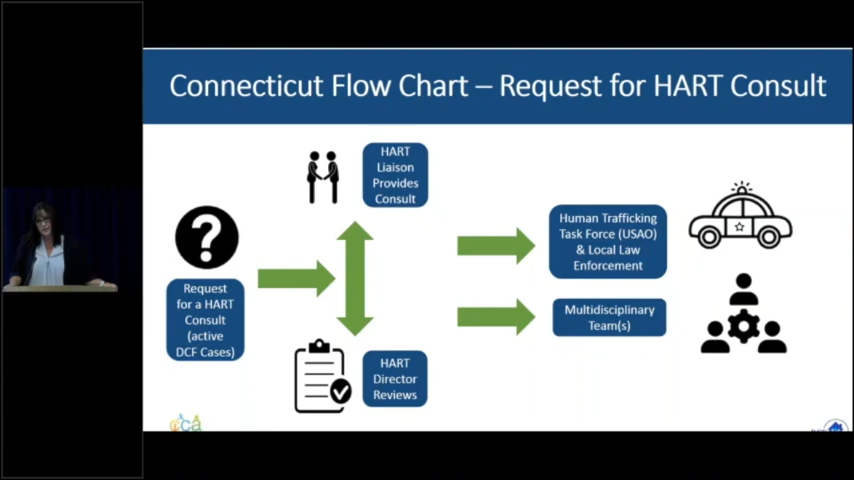 Connecticut Flow Chart – Request for HART Consult
HART
Liaison
Provides
Consult
Request
for a HART
Consult
(active
DCF Cases)
HART
Director
Reviews
Human Trafficking
Task Force (USAO)
& Local Law
Enforcement
Multidisciplinary
Team(s)
cca